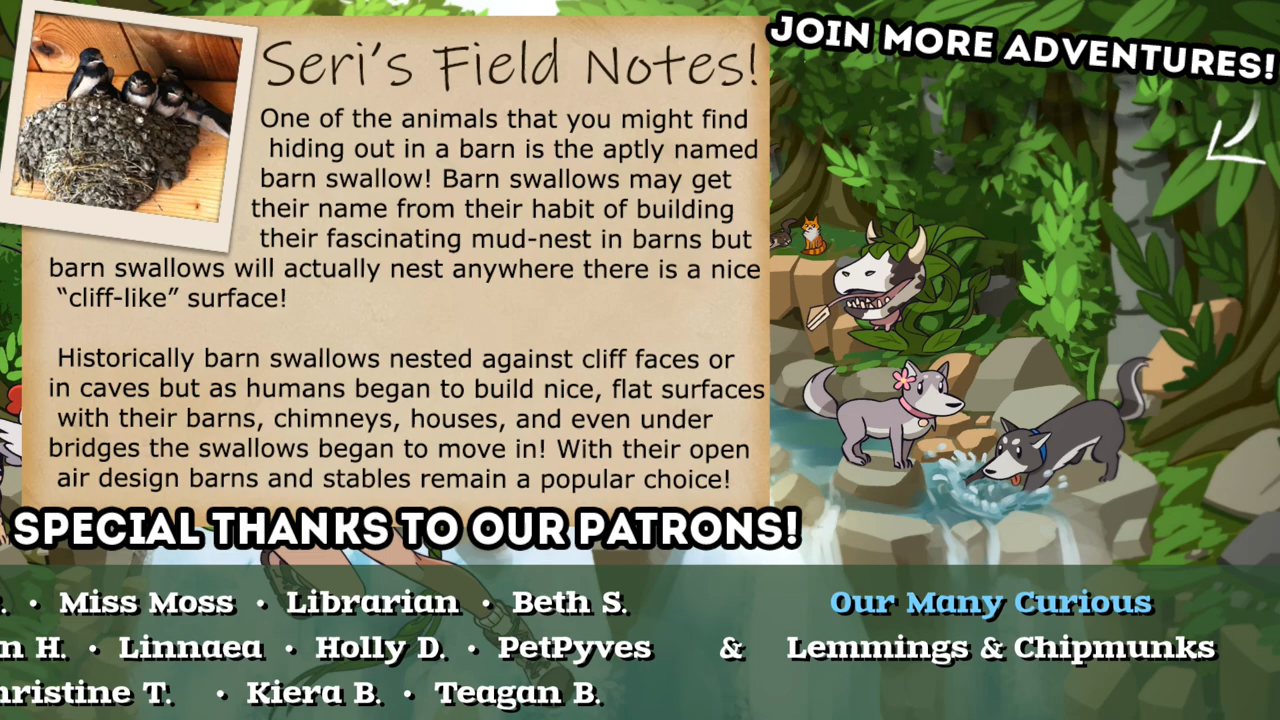 Seri's Field Notes!
JOIN MORE ADVENTURES!
One of the animals that you might find
hiding out in a barn is the aptly named
barn swallow! Barn swallows may get
their name from their habit of building
their fascinating mud-nest in barns but
barn swallows will actually nest anywhere there is a nice
“cliff-like” surface!
Historically barn swallows nested against cliff faces or
in caves but as humans began to build nice, flat surfaces
with their barns, chimneys, houses, and even under
bridges the swallows began to move in! With their open
air design barns and stables remain a popular choice!
SPECIAL THANKS TO OUR PATRONS!
. • Miss Moss • Librarian • Beth S.
n H. • Linnaea • Holly D. • PetPyves
hristine T. • Kiera B. • Teagan B.
Our Many Curious
& Lemmings & Chipmunks